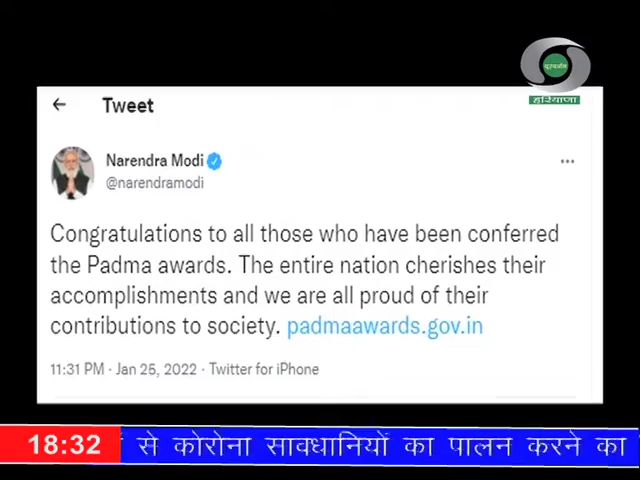 दूरदर्शन
हरियाणा
Tweet
Narendra Modi
@narendramodi
Congratulations to all those who have been conferred
the Padma awards. The entire nation cherishes their
accomplishments and we are all proud of their
contributions to society. padmaawards.gov.in
11:31 PM · Jan 25, 2022 · Twitter for iPhone
18:32
से कोरोना सावधानियों का पालन करने का